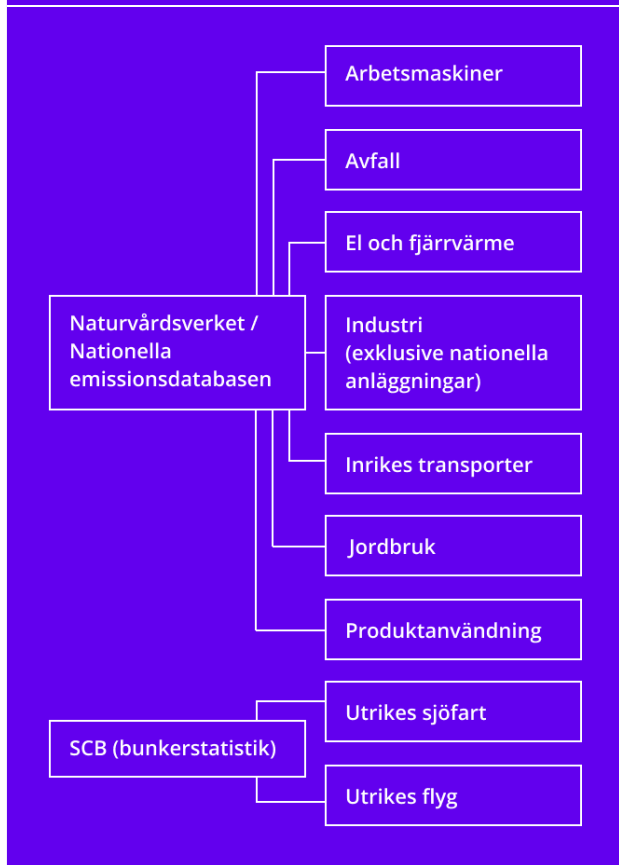 Arbetsmaskiner
Avfall
El och fjärrvärme
Naturvårdsverket /
Nationella
emissionsdatabasen
Industri
(exklusive nationella
anläggningar)
Inrikes transporter
Jordbruk
Produktanvändning
SCB (bunkerstatistik)
Utrikes sjöfart
Utrikes flyg